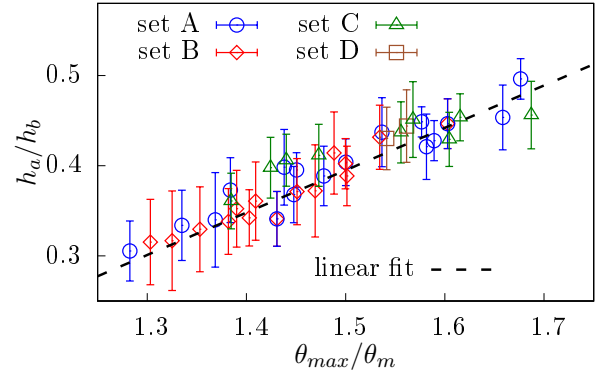 set A set C
set B set D
0.5
0.4
0.3
h_a/h_b
linear fit
1.3 1.4 1.5 1.6 1.7
θ_max/θ_m